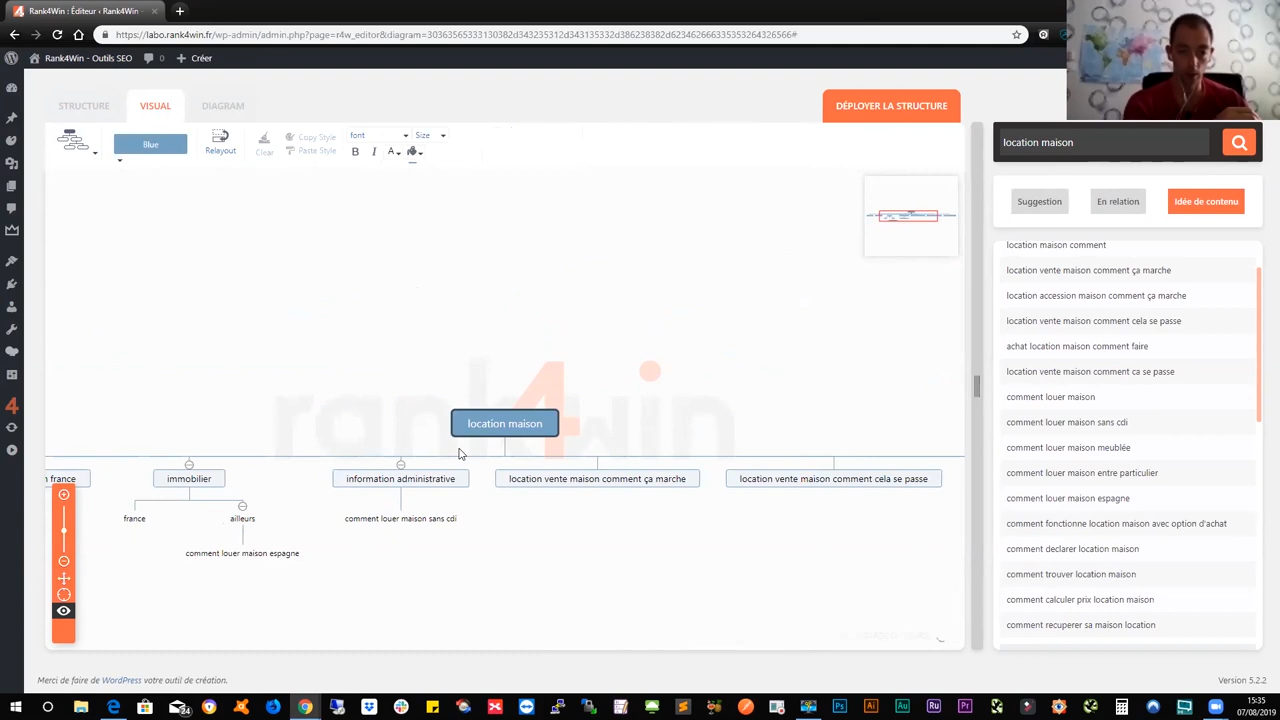 Rank4Win : Éditeur ‹ Rank4Win -
https://labo.rank4win.fr/wp-admin/admin.php?page=r4w_editor&diagram=30363565333130382d343235312d343135332d386238382d623462666335353264326566#
Rank4Win - Outils SEO
0
Créer
STRUCTURE
VISUAL
DIAGRAM
DÉPLOYER LA STRUCTURE
Blue
Relayout
Clear
Copy Style
Paste Style
font
Size
B
I
A
location maison
Suggestion
En relation
Idée de contenu
location maison comment
location vente maison comment ça marche
location accession maison comment ça marche
location vente maison comment cela se passe
achat location maison comment faire
location vente maison comment ca se passe
comment louer maison
comment louer maison sans cdi
comment louer maison meublée
comment louer maison entre particulier
comment louer maison espagne
comment fonctionne location maison avec option d'achat
comment declarer location maison
comment trouver location maison
comment calculer prix location maison
comment recuperer sa maison location
rank4win
location maison
n france
immobilier
information administrative
location vente maison comment ça marche
location vente maison comment cela se passe
france
ailleurs
comment louer maison sans cdi
comment louer maison espagne
Merci de faire de WordPress votre outil de création.
Version 5.2.2
24
Ps
Ai
Au
Ru
Pr
15:35
07/08/2019